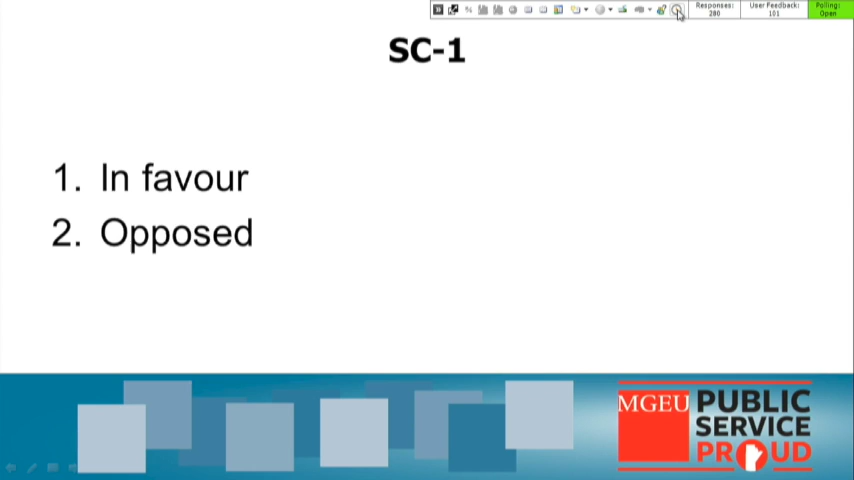 Responses: 
280
User Feedback:
101
Polling:
Open
SC-1
1. In favour
2. Opposed
MGEU
PUBLIC
SERVICE
PROUD